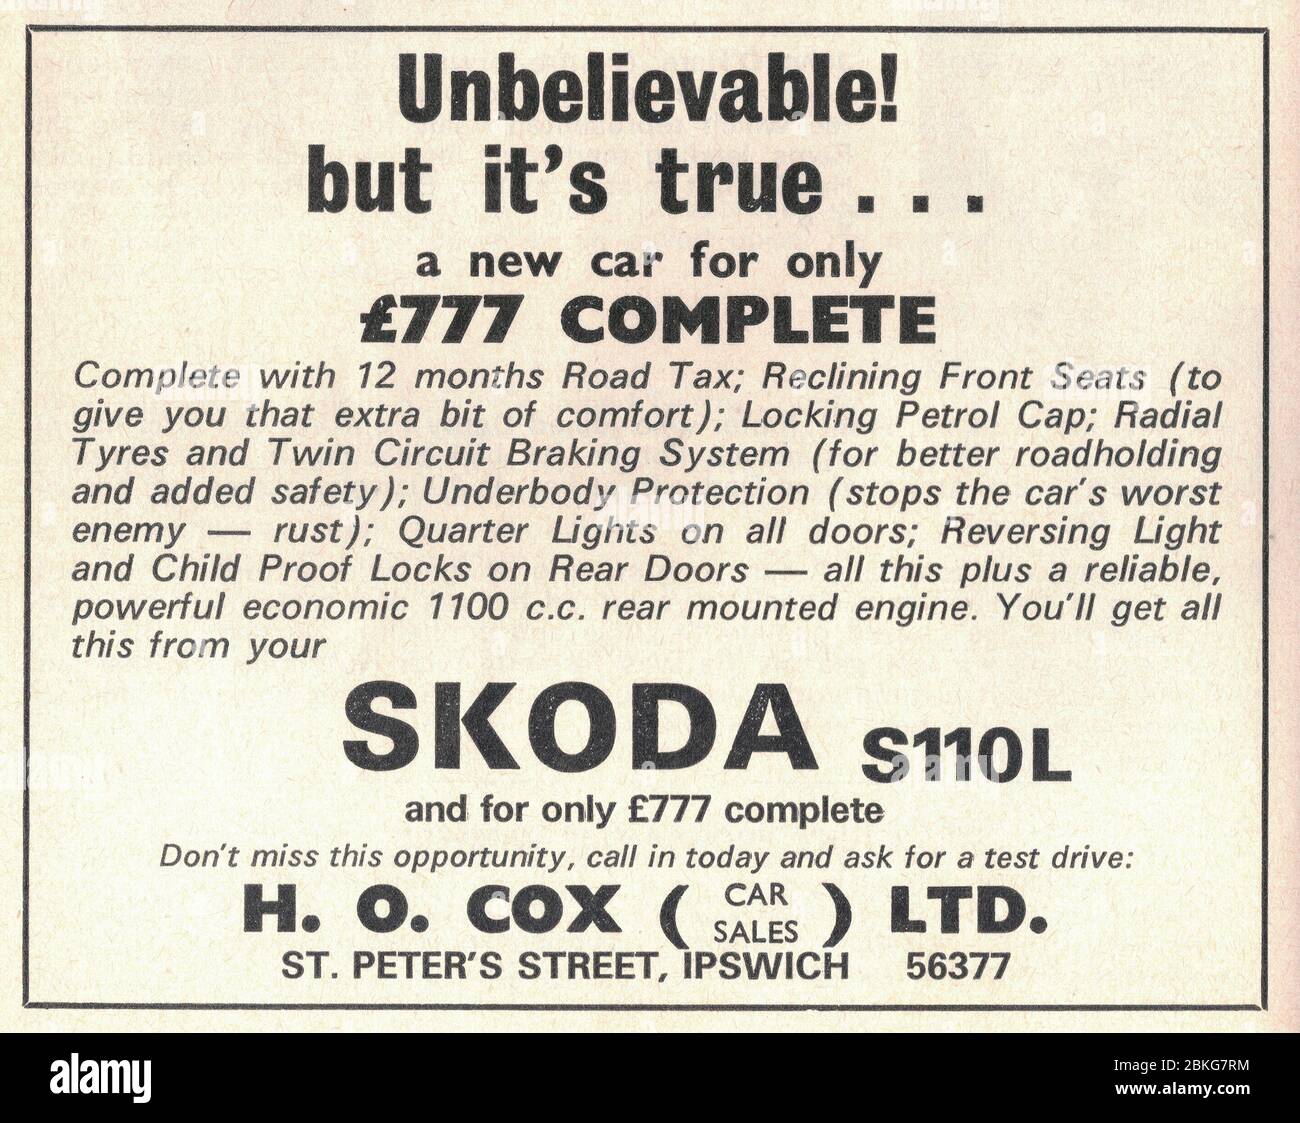 Unbelievable!
but it's true . . .
a new car for only
£777 COMPLETE
Complete with 12 months Road Tax; Reclining Front Seats (to
give you that extra bit of comfort); Locking Petrol Cap; Radial
Tyres and Twin Circuit Braking System (for better roadholding
and added safety); Underbody Protection (stops the car's worst
enemy — rust); Quarter Lights on all doors; Reversing Light
and Child Proof Locks on Rear Doors — all this plus a reliable,
powerful economic 1100 c.c. rear mounted engine. You'll get all
this from your
SKODA S110L
and for only £777 complete
Don't miss this opportunity, call in today and ask for a test drive:
H. O. COX ( CAR SALES ) LTD.
ST. PETER'S STREET, IPSWICH 56377
alamy
Image ID: 2BKG7RM
www.alamy.com